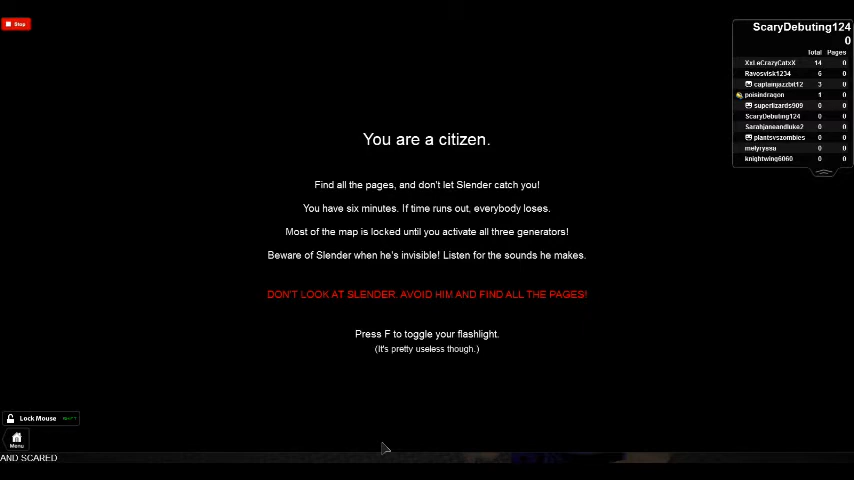 Stop
ScaryDebuting124
0
Total Pages
XxLeCrazyCatxX 14 0
Ravosvisk1234 6 0
captainjazzbit12 3 0
poisindragon 1 0
superlizards909 0 0
ScaryDebuting124 0 0
Sarahjaneandluke2 0 0
plantsvszombies 0 0
melyryssa 0 0
knightwing6060 0 0
You are a citizen.
Find all the pages, and don't let Slender catch you!
You have six minutes. If time runs out, everybody loses.
Most of the map is locked until you activate all three generators!
Beware of Slender when he's invisible! Listen for the sounds he makes.
DON'T LOOK AT SLENDER. AVOID HIM AND FIND ALL THE PAGES!
Press F to toggle your flashlight.
(It's pretty useless though.)
Lock Mouse
Menu
AND SCARED